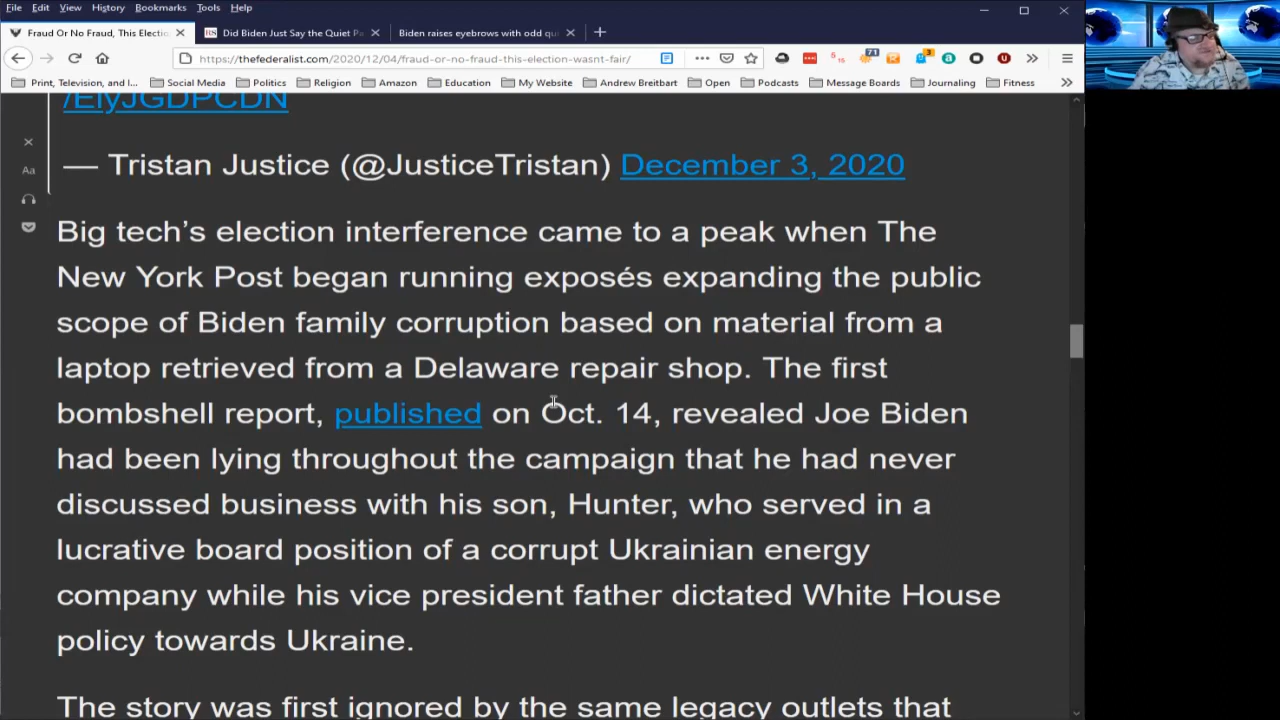 File Edit View History Bookmarks Tools Help
Fraud Or No Fraud, This Electio
RS Did Biden Just Say the Quiet Pa
Biden raises eyebrows with odd qu
https://thefederalist.com/2020/12/04/fraud-or-no-fraud-this-election-wasnt-fair/
71
3
Print, Television, and I... Social Media Politics Religion Amazon Education My Website Andrew Breitbart Open Podcasts Message Boards Journaling Fitness
/EIyJGDPCDN
— Tristan Justice (@JusticeTristan) December 3, 2020
Aa
Big tech’s election interference came to a peak when The
New York Post began running exposés expanding the public
scope of Biden family corruption based on material from a
laptop retrieved from a Delaware repair shop. The first
bombshell report, published on Oct. 14, revealed Joe Biden
had been lying throughout the campaign that he had never
discussed business with his son, Hunter, who served in a
lucrative board position of a corrupt Ukrainian energy
company while his vice president father dictated White House
policy towards Ukraine.
The story was first ignored by the same legacy outlets that